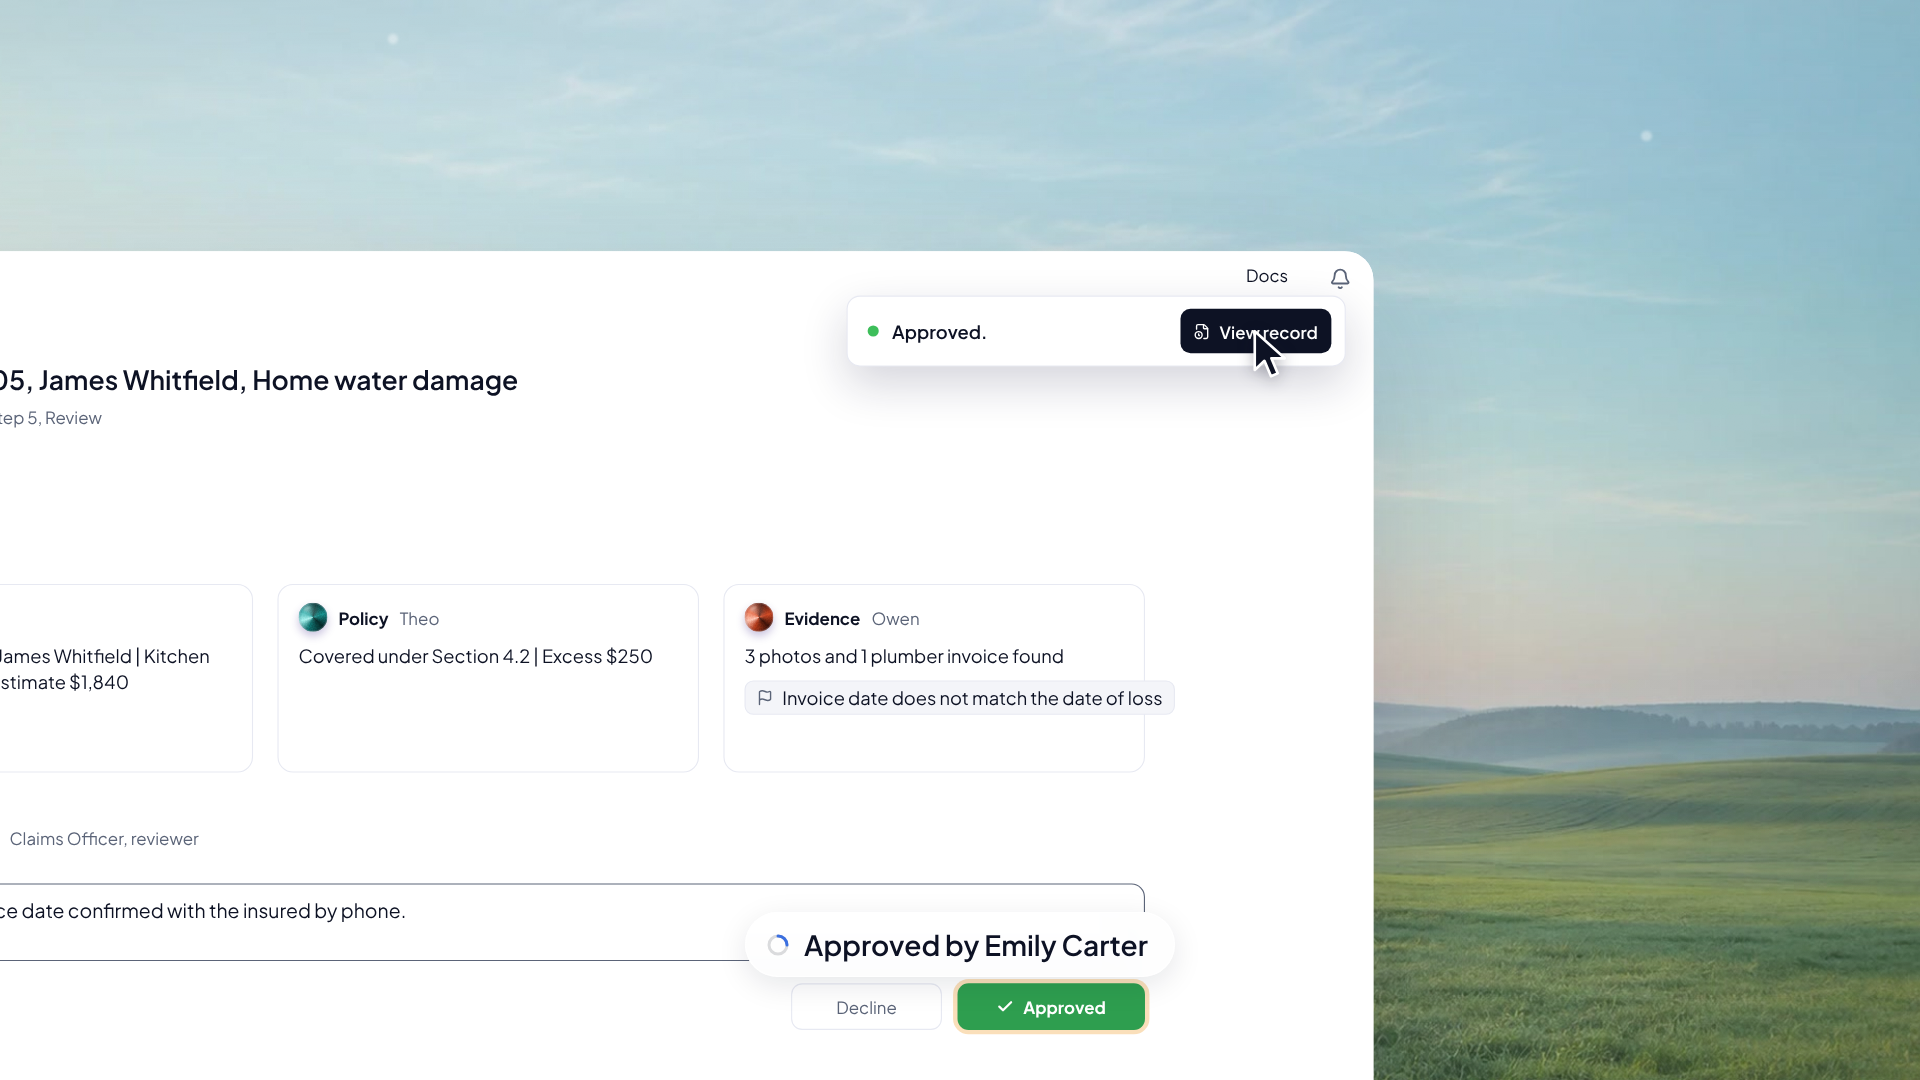 Docs
Approved.
View record
05, James Whitfield, Home water damage
tep 5, Review
James Whitfield | Kitchen
stimate $1,840
Policy Theo
Covered under Section 4.2 | Excess $250
Evidence Owen
3 photos and 1 plumber invoice found
Invoice date does not match the date of loss
Claims Officer, reviewer
ce date confirmed with the insured by phone.
Approved by Emily Carter
Decline
Approved